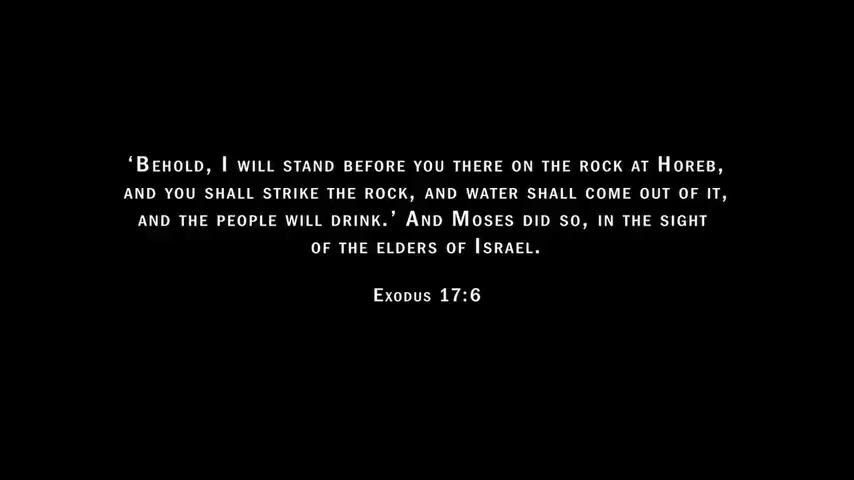 ‘Behold, I will stand before you there on the rock at Horeb,
and you shall strike the rock, and water shall come out of it,
and the people will drink.’ And Moses did so, in the sight
of the elders of Israel.
Exodus 17:6